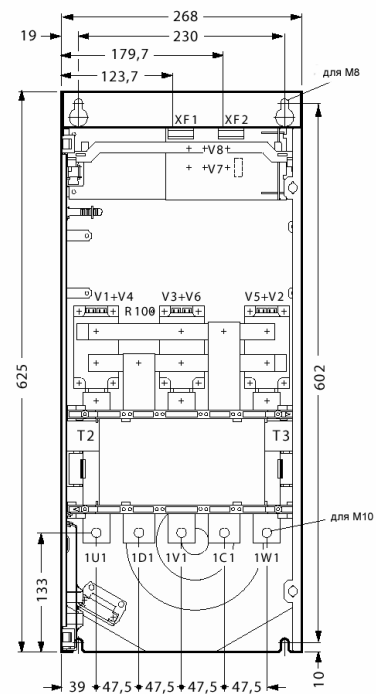 268
19
230
179,7
123,7
для М8
XF1
XF2
V8
V7
V1+V4
V3+V6
V5+V2
R100
625
602
T2
T3
для М10
1U1
1D1
1V1
1C1
1W1
133
10
39
47,5
47,5
47,5
47,5